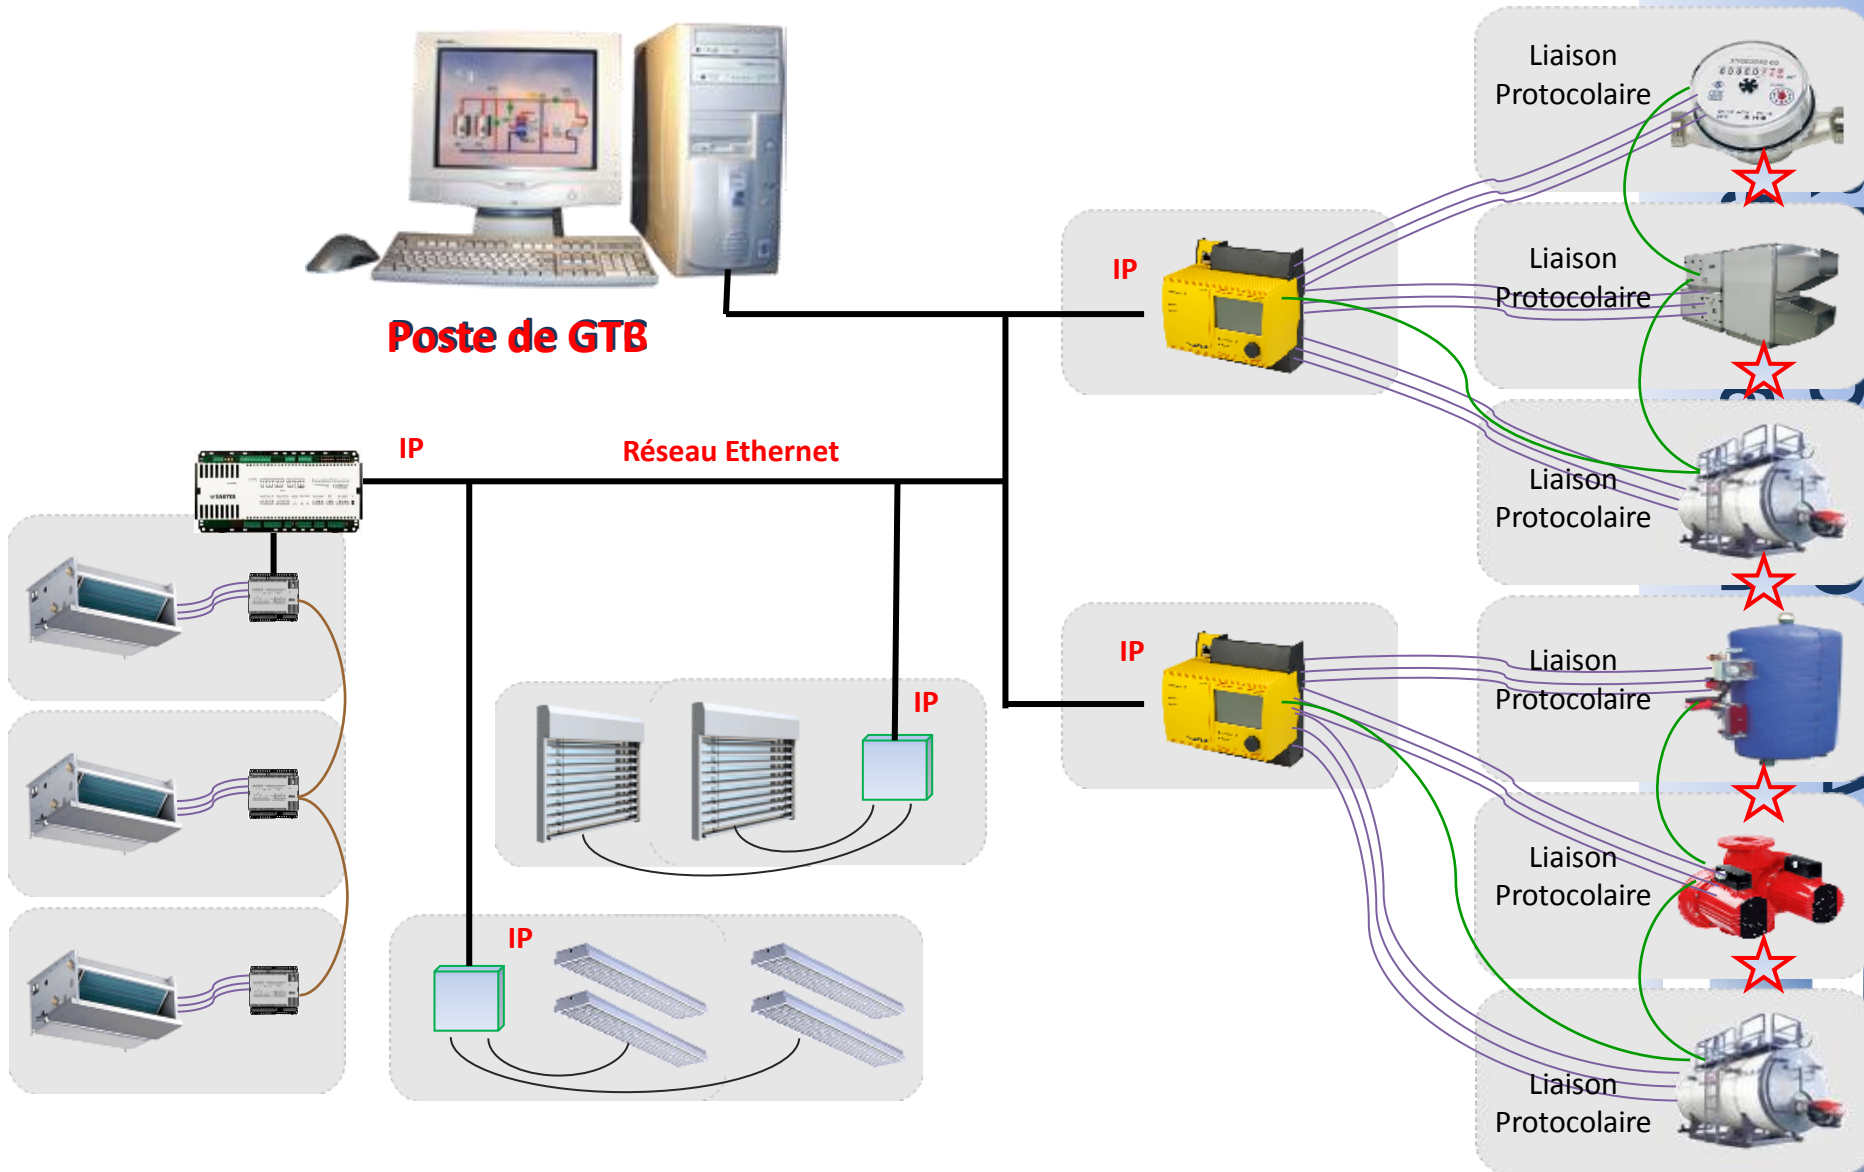 Liaison
Protocolaire
IP
Liaison
Protocolaire
Poste de GTB
IP
Réseau Ethernet
Liaison
Protocolaire
IP
Liaison
Protocolaire
IP
Liaison
Protocolaire
IP
Liaison
Protocolaire